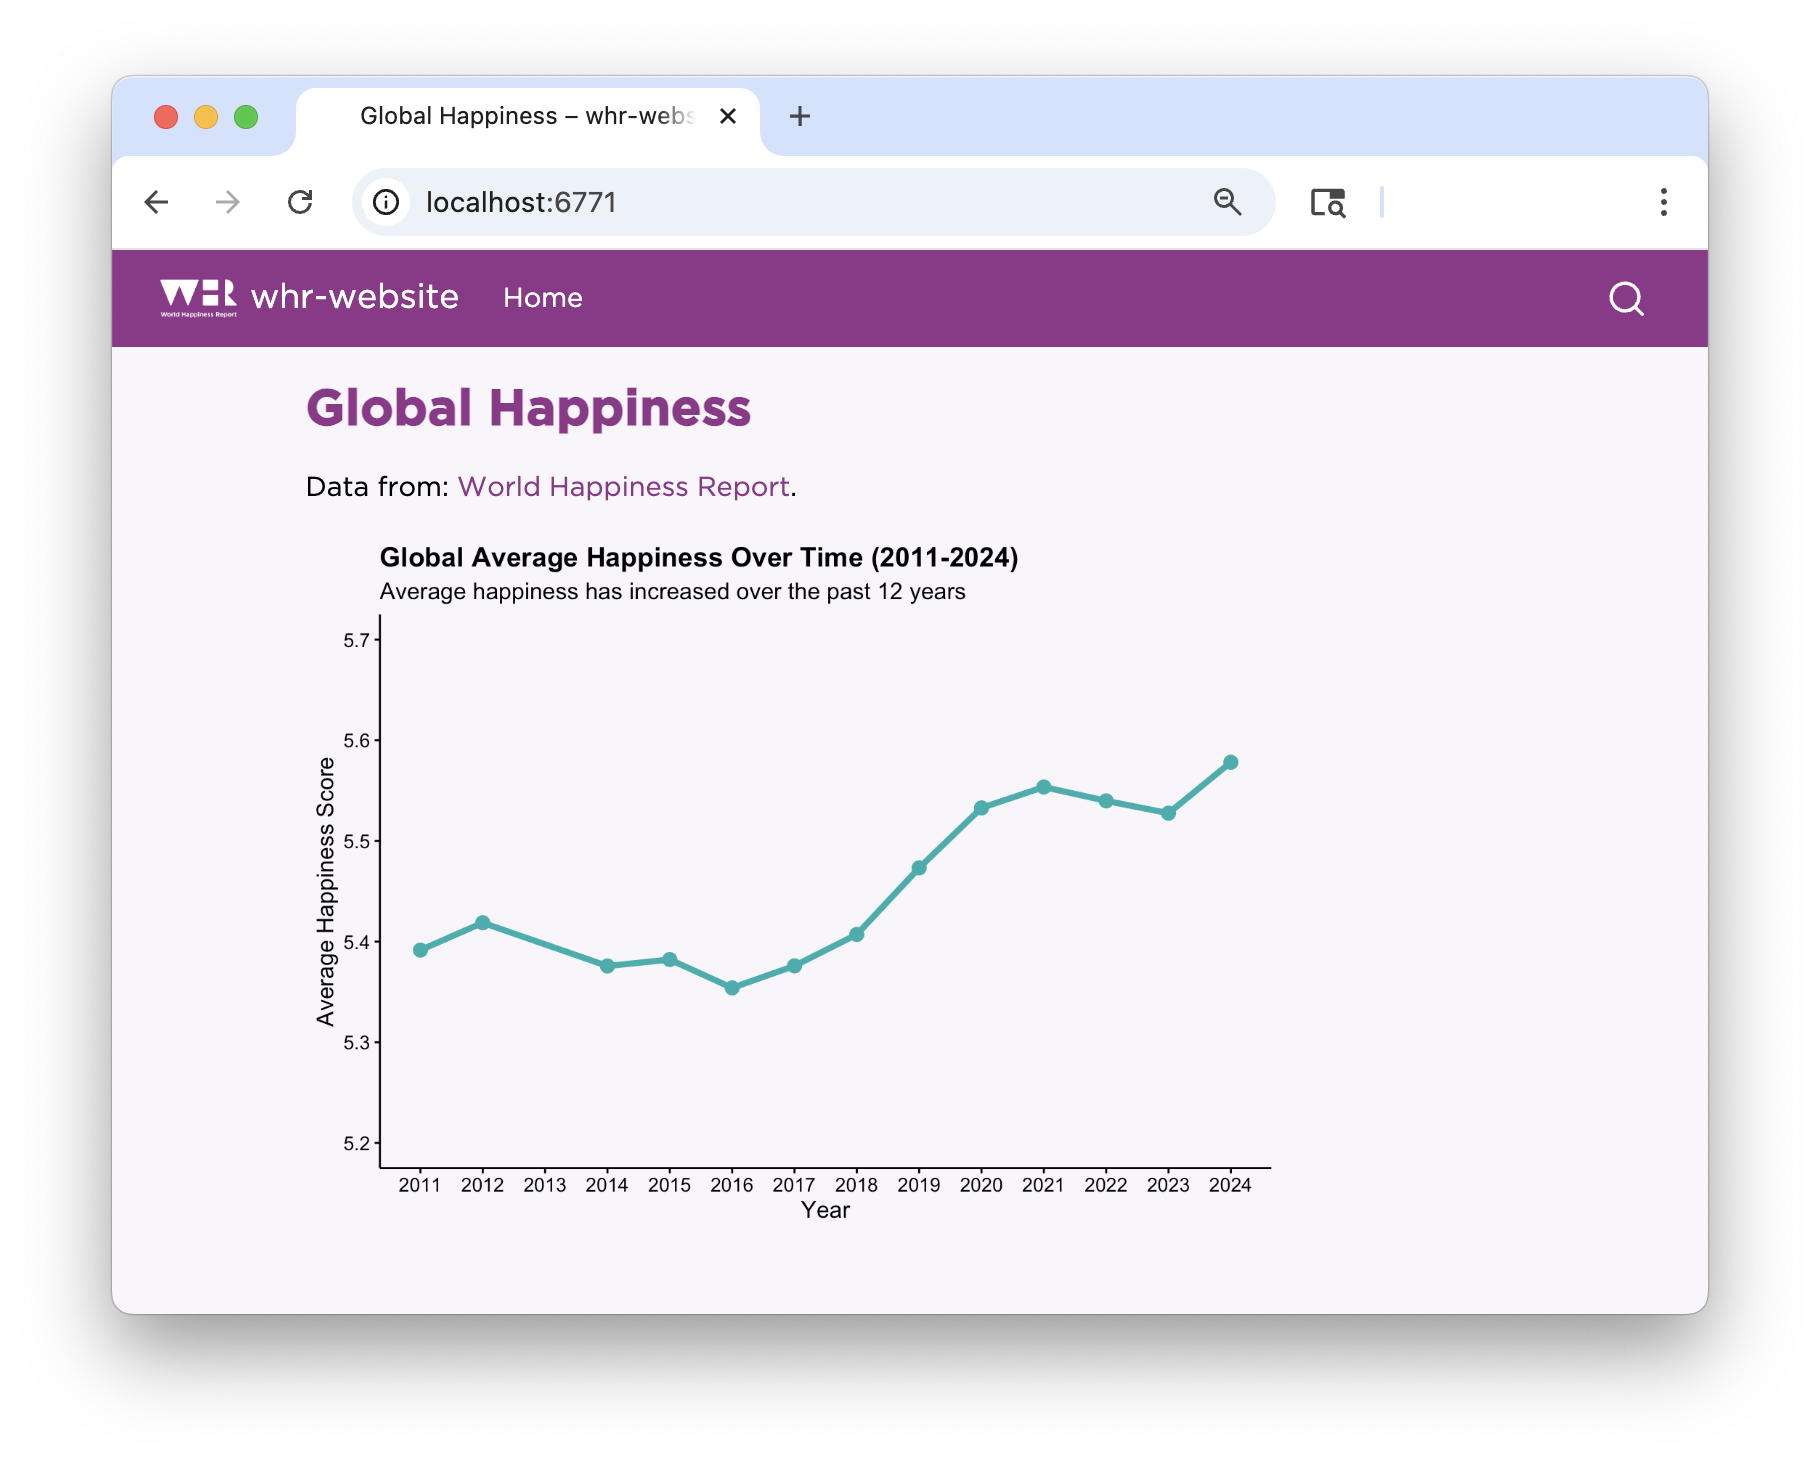 Global Happiness – whr-webs
localhost:6771
WHR
World Happiness Report
whr-website Home
Global Happiness
Data from: World Happiness Report.
Global Average Happiness Over Time (2011-2024)
Average happiness has increased over the past 12 years
Average Happiness Score
5.7
5.6
5.5
5.4
5.3
5.2
2011 2012 2013 2014 2015 2016 2017 2018 2019 2020 2021 2022 2023 2024
Year